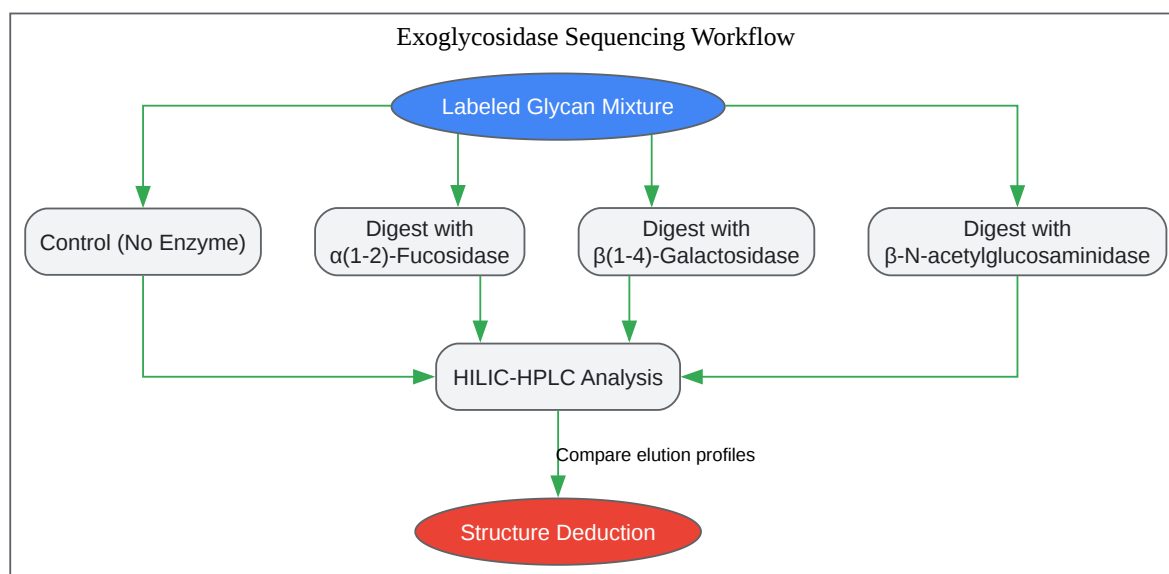 Exoglycosidase Sequencing Workflow
Labeled Glycan Mixture
Control (No Enzyme)
Digest with
α(1-2)-Fucosidase
Digest with
β(1-4)-Galactosidase
Digest with
β-N-acetylglucosaminidase
HILIC-HPLC Analysis
Compare elution profiles
Structure Deduction